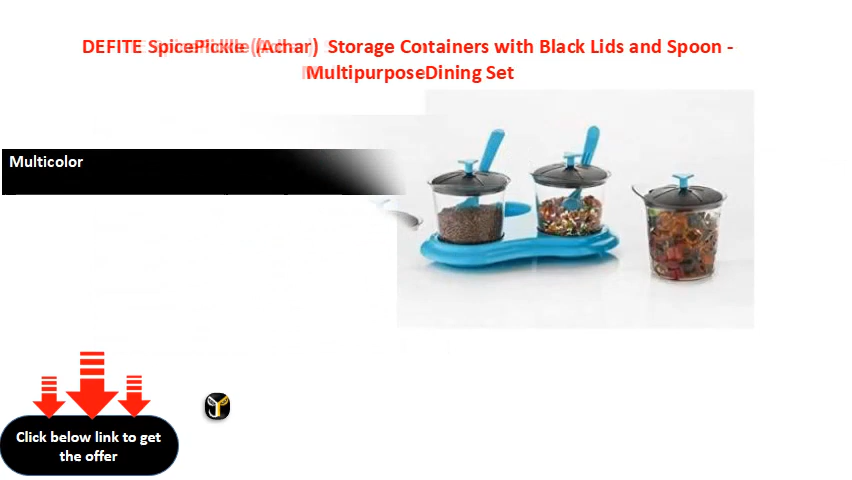 DEFITE SpicePickle (Achar) Storage Containers with Black Lids and Spoon -
MultipurposeDining Set
Multicolor
Click below link to get
the offer